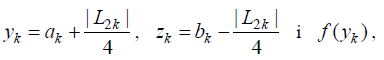 y_k = a_k + |L_{2k}| / 4 ,  z_k = b_k − |L_{2k}| / 4  i  f(y_k),